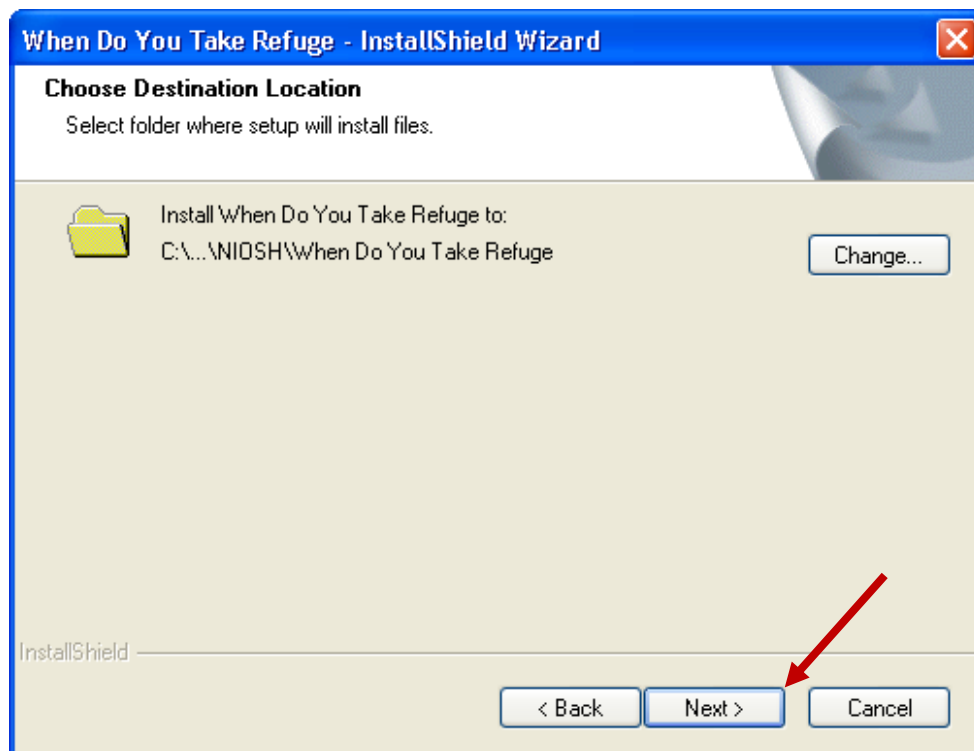 When Do You Take Refuge - InstallShield Wizard
Choose Destination Location
Select folder where setup will install files.
Install When Do You Take Refuge to:
C:\...\NIOSH\When Do You Take Refuge
Change...
InstallShield
< Back
Next >
Cancel